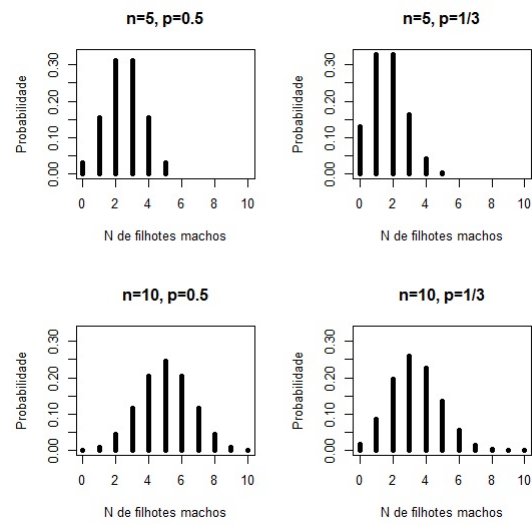 n=5, p=0.5
Probabilidade
0.00 0.10 0.20 0.30
0 2 4 6 8 10
N de filhotes machos
n=5, p=1/3
Probabilidade
0.00 0.10 0.20 0.30
0 2 4 6 8 10
N de filhotes machos
n=10, p=0.5
Probabilidade
0.00 0.10 0.20 0.30
0 2 4 6 8 10
N de filhotes machos
n=10, p=1/3
Probabilidade
0.00 0.10 0.20 0.30
0 2 4 6 8 10
N de filhotes machos